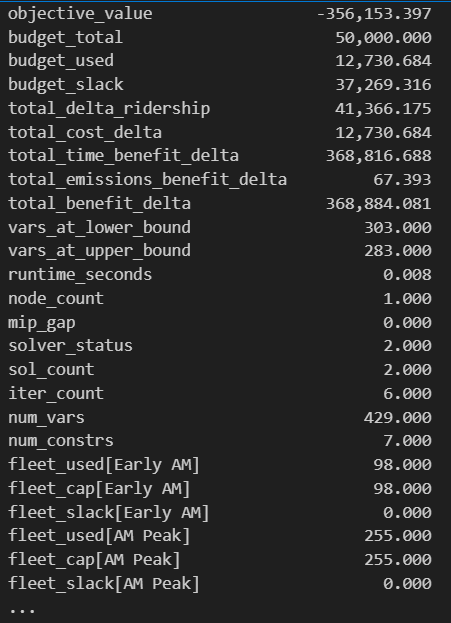 objective_value -356,153.397
budget_total 50,000.000
budget_used 12,730.684
budget_slack 37,269.316
total_delta_ridership 41,366.175
total_cost_delta 12,730.684
total_time_benefit_delta 368,816.688
total_emissions_benefit_delta 67.393
total_benefit_delta 368,884.081
vars_at_lower_bound 303.000
vars_at_upper_bound 283.000
runtime_seconds 0.008
node_count 1.000
mip_gap 0.000
solver_status 2.000
sol_count 2.000
iter_count 6.000
num_vars 429.000
num_constrs 7.000
fleet_used[Early AM] 98.000
fleet_cap[Early AM] 98.000
fleet_slack[Early AM] 0.000
fleet_used[AM Peak] 255.000
fleet_cap[AM Peak] 255.000
fleet_slack[AM Peak] 0.000
...